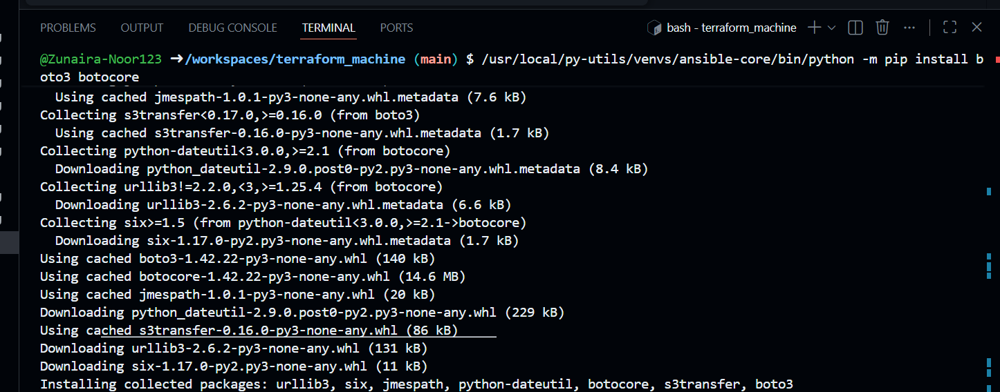 PROBLEMS OUTPUT DEBUG CONSOLE TERMINAL PORTS bash - terraform_machine
@Zunaira-Noor123 ➜/workspaces/terraform_machine (main) $ /usr/local/py-utils/venvs/ansible-core/bin/python -m pip install b
oto3 botocore
Using cached jmespath-1.0.1-py3-none-any.whl.metadata (7.6 kB)
Collecting s3transfer<0.17.0,>=0.16.0 (from boto3)
Using cached s3transfer-0.16.0-py3-none-any.whl.metadata (1.7 kB)
Collecting python-dateutil<3.0.0,>=2.1 (from botocore)
Downloading python_dateutil-2.9.0.post0-py2.py3-none-any.whl.metadata (8.4 kB)
Collecting urllib3!=2.2.0,<3,>=1.25.4 (from botocore)
Downloading urllib3-2.6.2-py3-none-any.whl.metadata (6.6 kB)
Collecting six>=1.5 (from python-dateutil<3.0.0,>=2.1->botocore)
Downloading six-1.17.0-py2.py3-none-any.whl.metadata (1.7 kB)
Using cached boto3-1.42.22-py3-none-any.whl (140 kB)
Using cached botocore-1.42.22-py3-none-any.whl (14.6 MB)
Using cached jmespath-1.0.1-py3-none-any.whl (20 kB)
Downloading python_dateutil-2.9.0.post0-py2.py3-none-any.whl (229 kB)
Using cached s3transfer-0.16.0-py3-none-any.whl (86 kB)
Downloading urllib3-2.6.2-py3-none-any.whl (131 kB)
Downloading six-1.17.0-py2.py3-none-any.whl (11 kB)
Installing collected packages: urllib3, six, jmespath, python-dateutil, botocore, s3transfer, boto3